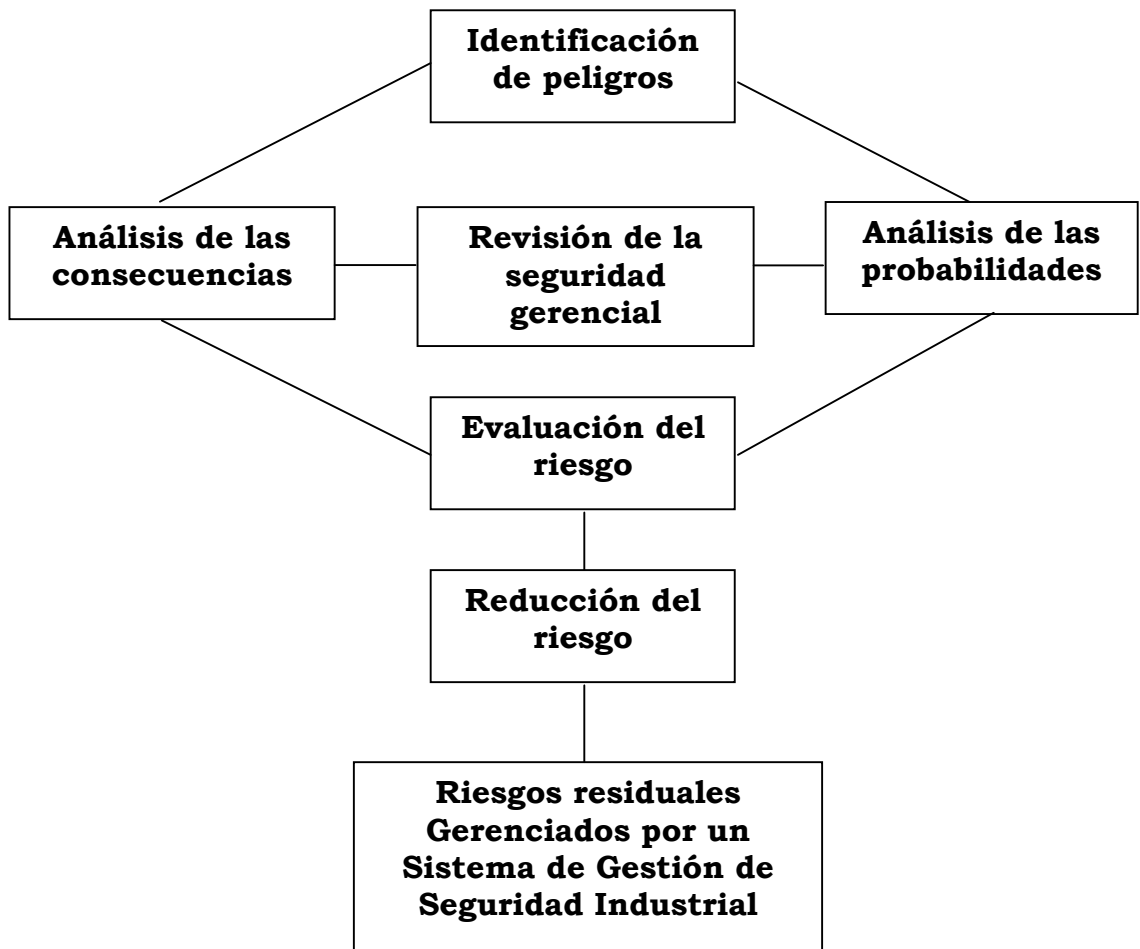 Identificación
de peligros
Análisis de las
consecuencias
Revisión de la
seguridad
gerencial
Análisis de las
probabilidades
Evaluación del
riesgo
Reducción del
riesgo
Riesgos residuales
Gerenciados por un
Sistema de Gestión de
Seguridad Industrial